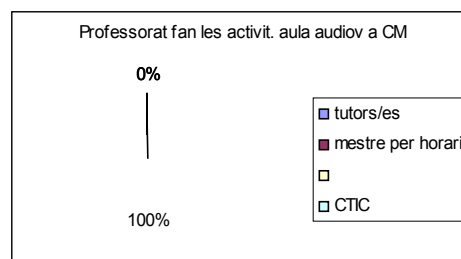 Professorat fan les activit. aula audiov a CM
0%
100%
tutors/es
mestre per horari
CTIC